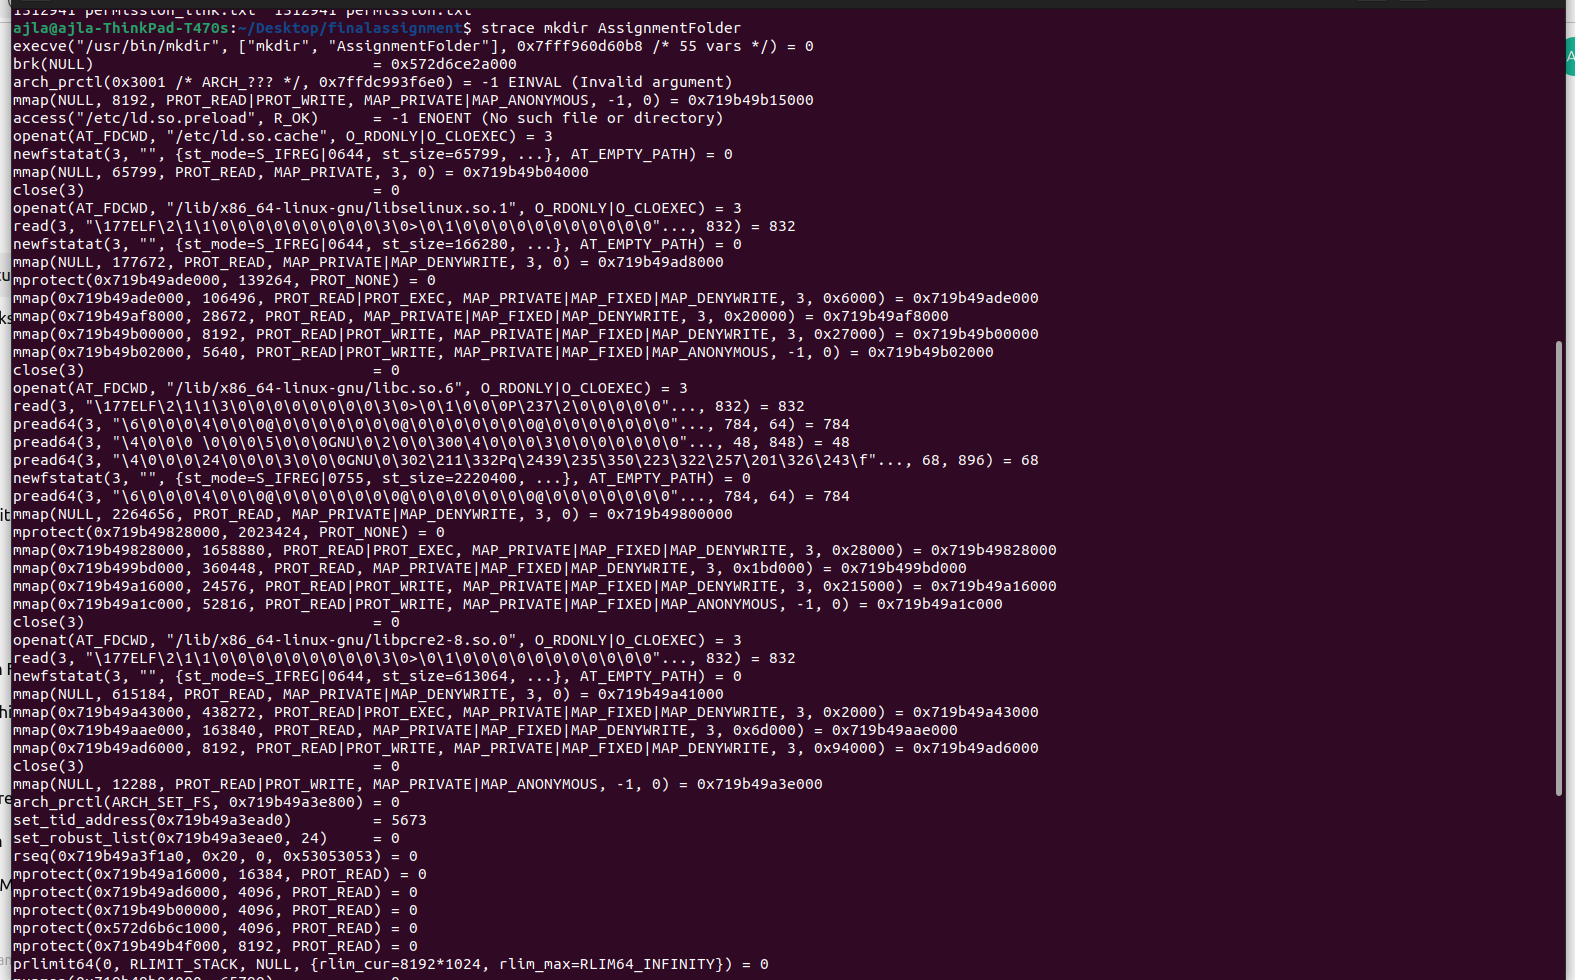 1312941 permission_link.txt  1312941 permission.txt
ajla@ajla-ThinkPad-T470s:~/Desktop/finalassignment$ strace mkdir AssignmentFolder
execve("/usr/bin/mkdir", ["mkdir", "AssignmentFolder"], 0x7fff960d60b8 /* 55 vars */) = 0
brk(NULL)                               = 0x572d6ce2a000
arch_prctl(0x3001 /* ARCH_??? */, 0x7ffdc993f6e0) = -1 EINVAL (Invalid argument)
mmap(NULL, 8192, PROT_READ|PROT_WRITE, MAP_PRIVATE|MAP_ANONYMOUS, -1, 0) = 0x719b49b15000
access("/etc/ld.so.preload", R_OK)      = -1 ENOENT (No such file or directory)
openat(AT_FDCWD, "/etc/ld.so.cache", O_RDONLY|O_CLOEXEC) = 3
newfstatat(3, "", {st_mode=S_IFREG|0644, st_size=65799, ...}, AT_EMPTY_PATH) = 0
mmap(NULL, 65799, PROT_READ, MAP_PRIVATE, 3, 0) = 0x719b49b04000
close(3)                                = 0
openat(AT_FDCWD, "/lib/x86_64-linux-gnu/libselinux.so.1", O_RDONLY|O_CLOEXEC) = 3
read(3, "\177ELF\2\1\1\0\0\0\0\0\0\0\0\0\3\0>\0\1\0\0\0\0\0\0\0\0\0\0\0"..., 832) = 832
newfstatat(3, "", {st_mode=S_IFREG|0644, st_size=166280, ...}, AT_EMPTY_PATH) = 0
mmap(NULL, 177672, PROT_READ, MAP_PRIVATE|MAP_DENYWRITE, 3, 0) = 0x719b49ad8000
mprotect(0x719b49ade000, 139264, PROT_NONE) = 0
mmap(0x719b49ade000, 106496, PROT_READ|PROT_EXEC, MAP_PRIVATE|MAP_FIXED|MAP_DENYWRITE, 3, 0x6000) = 0x719b49ade000
mmap(0x719b49af8000, 28672, PROT_READ, MAP_PRIVATE|MAP_FIXED|MAP_DENYWRITE, 3, 0x20000) = 0x719b49af8000
mmap(0x719b49b00000, 8192, PROT_READ|PROT_WRITE, MAP_PRIVATE|MAP_FIXED|MAP_DENYWRITE, 3, 0x27000) = 0x719b49b00000
mmap(0x719b49b02000, 5640, PROT_READ|PROT_WRITE, MAP_PRIVATE|MAP_FIXED|MAP_ANONYMOUS, -1, 0) = 0x719b49b02000
close(3)                                = 0
openat(AT_FDCWD, "/lib/x86_64-linux-gnu/libc.so.6", O_RDONLY|O_CLOEXEC) = 3
read(3, "\177ELF\2\1\1\3\0\0\0\0\0\0\0\0\3\0>\0\1\0\0\0P\237\2\0\0\0\0\0"..., 832) = 832
pread64(3, "\6\0\0\0\4\0\0\0@\0\0\0\0\0\0\0@\0\0\0\0\0\0\0@\0\0\0\0\0\0\0"..., 784, 64) = 784
pread64(3, "\4\0\0\0 \0\0\0\5\0\0\0GNU\0\2\0\0\300\4\0\0\0\3\0\0\0\0\0\0\0"..., 48, 848) = 48
pread64(3, "\4\0\0\0\24\0\0\0\3\0\0\0GNU\0\302\211\332Pq\2439\235\350\223\322\257\201\326\243\f"..., 68, 896) = 68
newfstatat(3, "", {st_mode=S_IFREG|0755, st_size=2220400, ...}, AT_EMPTY_PATH) = 0
pread64(3, "\6\0\0\0\4\0\0\0@\0\0\0\0\0\0\0@\0\0\0\0\0\0\0@\0\0\0\0\0\0\0"..., 784, 64) = 784
mmap(NULL, 2264656, PROT_READ, MAP_PRIVATE|MAP_DENYWRITE, 3, 0) = 0x719b49800000
mprotect(0x719b49828000, 2023424, PROT_NONE) = 0
mmap(0x719b49828000, 1658880, PROT_READ|PROT_EXEC, MAP_PRIVATE|MAP_FIXED|MAP_DENYWRITE, 3, 0x28000) = 0x719b49828000
mmap(0x719b499bd000, 360448, PROT_READ, MAP_PRIVATE|MAP_FIXED|MAP_DENYWRITE, 3, 0x1bd000) = 0x719b499bd000
mmap(0x719b49a16000, 24576, PROT_READ|PROT_WRITE, MAP_PRIVATE|MAP_FIXED|MAP_DENYWRITE, 3, 0x215000) = 0x719b49a16000
mmap(0x719b49a1c000, 52816, PROT_READ|PROT_WRITE, MAP_PRIVATE|MAP_FIXED|MAP_ANONYMOUS, -1, 0) = 0x719b49a1c000
close(3)                                = 0
openat(AT_FDCWD, "/lib/x86_64-linux-gnu/libpcre2-8.so.0", O_RDONLY|O_CLOEXEC) = 3
read(3, "\177ELF\2\1\1\0\0\0\0\0\0\0\0\0\3\0>\0\1\0\0\0\0\0\0\0\0\0\0\0"..., 832) = 832
newfstatat(3, "", {st_mode=S_IFREG|0644, st_size=613064, ...}, AT_EMPTY_PATH) = 0
mmap(NULL, 615184, PROT_READ, MAP_PRIVATE|MAP_DENYWRITE, 3, 0) = 0x719b49a41000
mmap(0x719b49a43000, 438272, PROT_READ|PROT_EXEC, MAP_PRIVATE|MAP_FIXED|MAP_DENYWRITE, 3, 0x2000) = 0x719b49a43000
mmap(0x719b49aae000, 163840, PROT_READ, MAP_PRIVATE|MAP_FIXED|MAP_DENYWRITE, 3, 0x6d000) = 0x719b49aae000
mmap(0x719b49ad6000, 8192, PROT_READ|PROT_WRITE, MAP_PRIVATE|MAP_FIXED|MAP_DENYWRITE, 3, 0x94000) = 0x719b49ad6000
close(3)                                = 0
mmap(NULL, 12288, PROT_READ|PROT_WRITE, MAP_PRIVATE|MAP_ANONYMOUS, -1, 0) = 0x719b49a3e000
arch_prctl(ARCH_SET_FS, 0x719b49a3e800) = 0
set_tid_address(0x719b49a3ead0)         = 5673
set_robust_list(0x719b49a3eae0, 24)     = 0
rseq(0x719b49a3f1a0, 0x20, 0, 0x53053053) = 0
mprotect(0x719b49a16000, 16384, PROT_READ) = 0
mprotect(0x719b49ad6000, 4096, PROT_READ) = 0
mprotect(0x719b49b00000, 4096, PROT_READ) = 0
mprotect(0x572d6b6c1000, 4096, PROT_READ) = 0
mprotect(0x719b49b4f000, 8192, PROT_READ) = 0
prlimit64(0, RLIMIT_STACK, NULL, {rlim_cur=8192*1024, rlim_max=RLIM64_INFINITY}) = 0